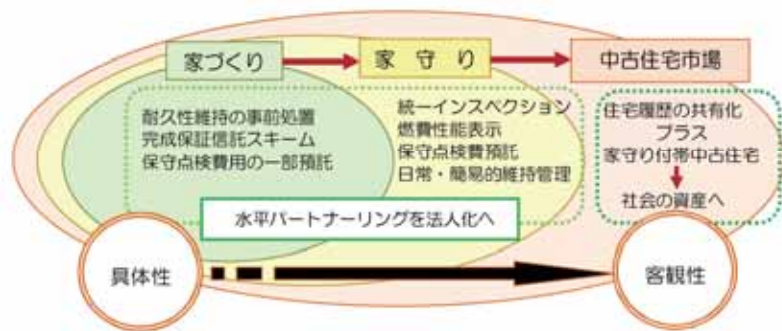 家づくり
家 守 り
中古住宅市場
耐久性維持の事前処置
完成保証信託スキーム
保守点検費用の一部預託
統一インスペクション
燃費性能表示
保守点検費預託
日常・簡易的維持管理
住宅履歴の共有化
プラス
家守り付帯中古住宅
社会の資産へ
水平パートナーリングを法人化へ
具体性
客観性